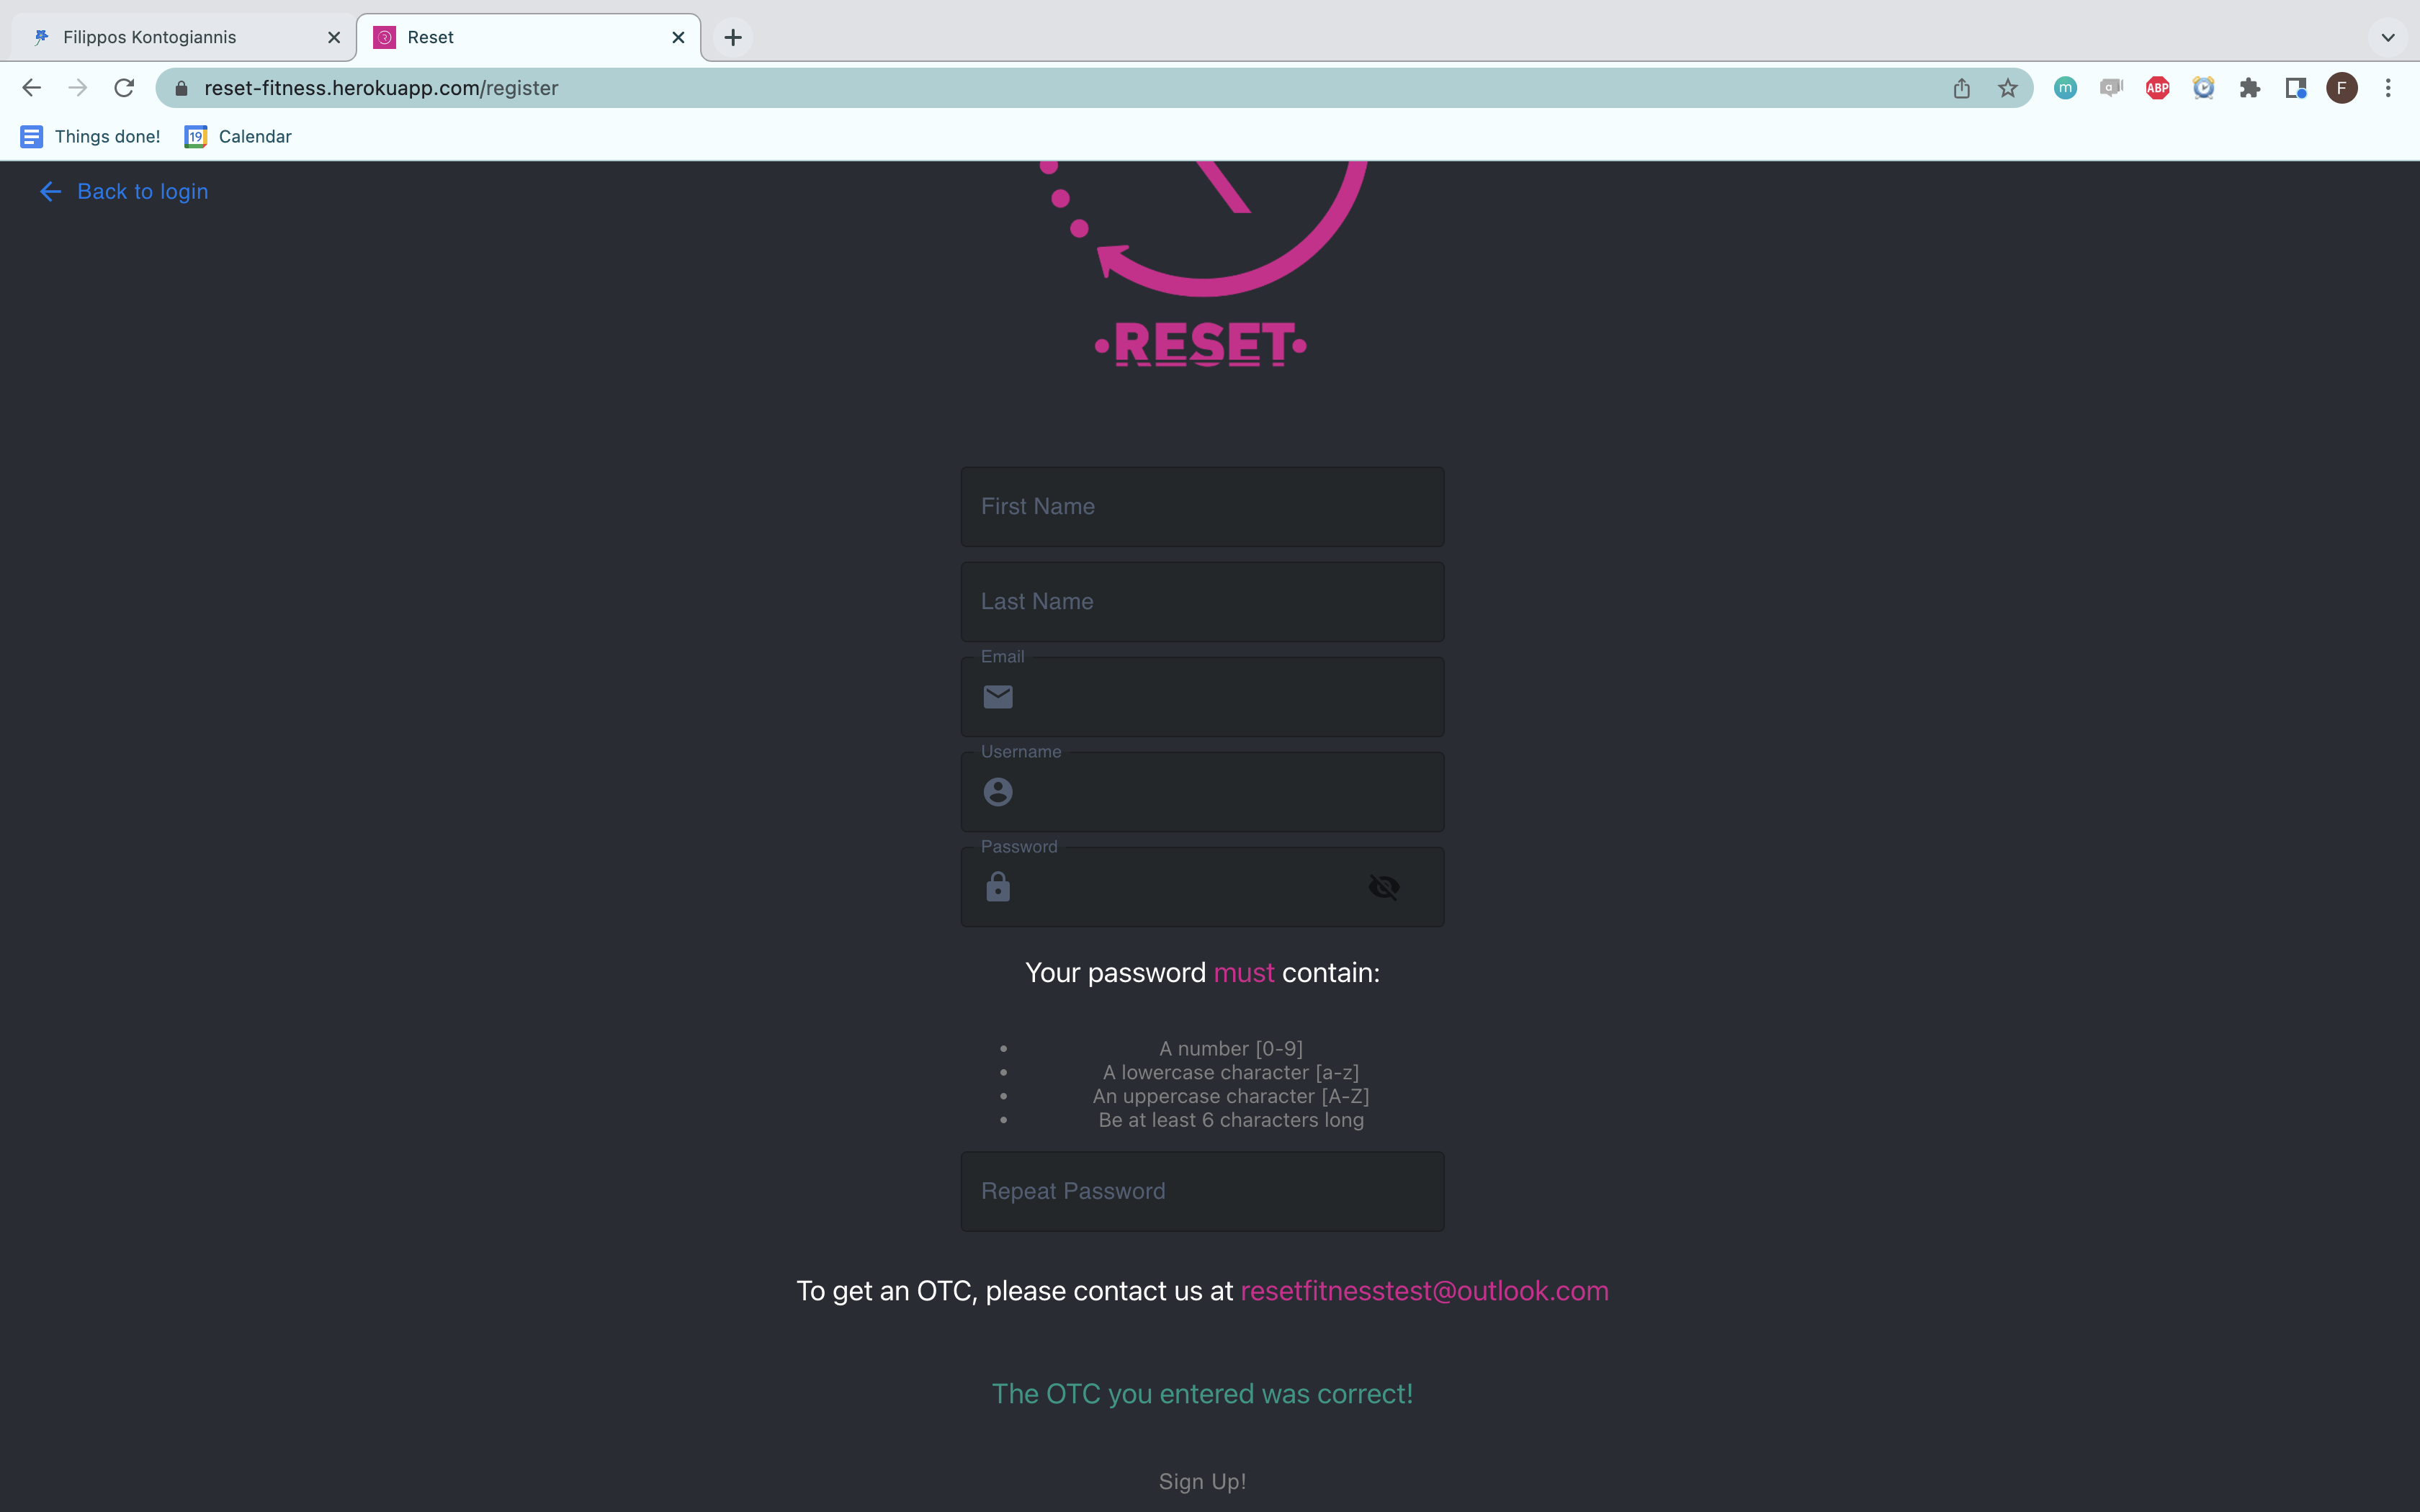 Filippos Kontogiannis
Reset
reset-fitness.herokuapp.com/register
m
a
ABP
F
Things done!
19
Calendar
Back to login
•RESET•
First Name
Last Name
Email
Username
Password
Your password must contain:
• A number [0-9]
• A lowercase character [a-z]
• An uppercase character [A-Z]
• Be at least 6 characters long
Repeat Password
To get an OTC, please contact us at resetfitnesstest@outlook.com
The OTC you entered was correct!
Sign Up!